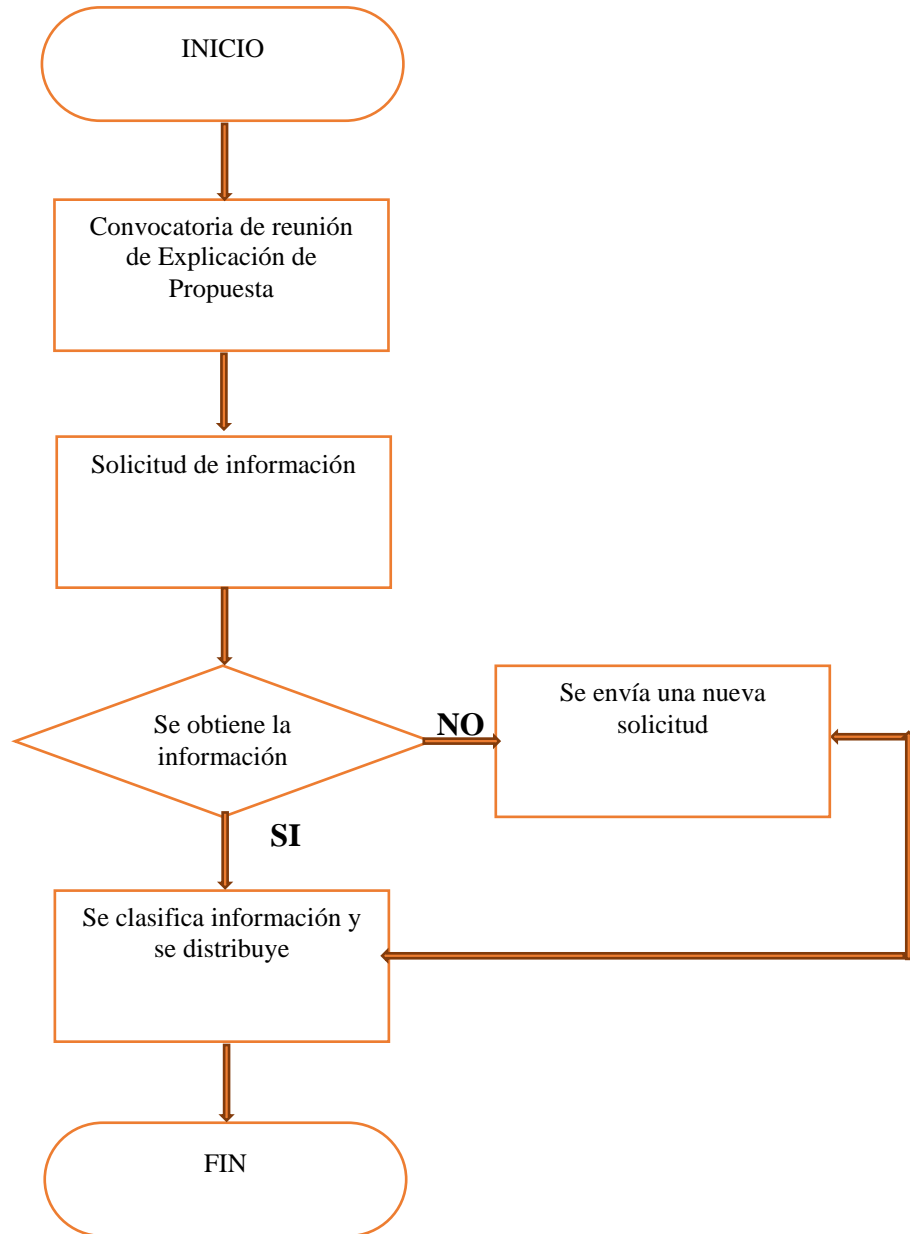 INICIO
Convocatoria de reunión
de Explicación de
Propuesta
Solicitud de información
Se obtiene la
información
NO
Se envía una nueva
solicitud
SI
Se clasifica información y
se distribuye
FIN